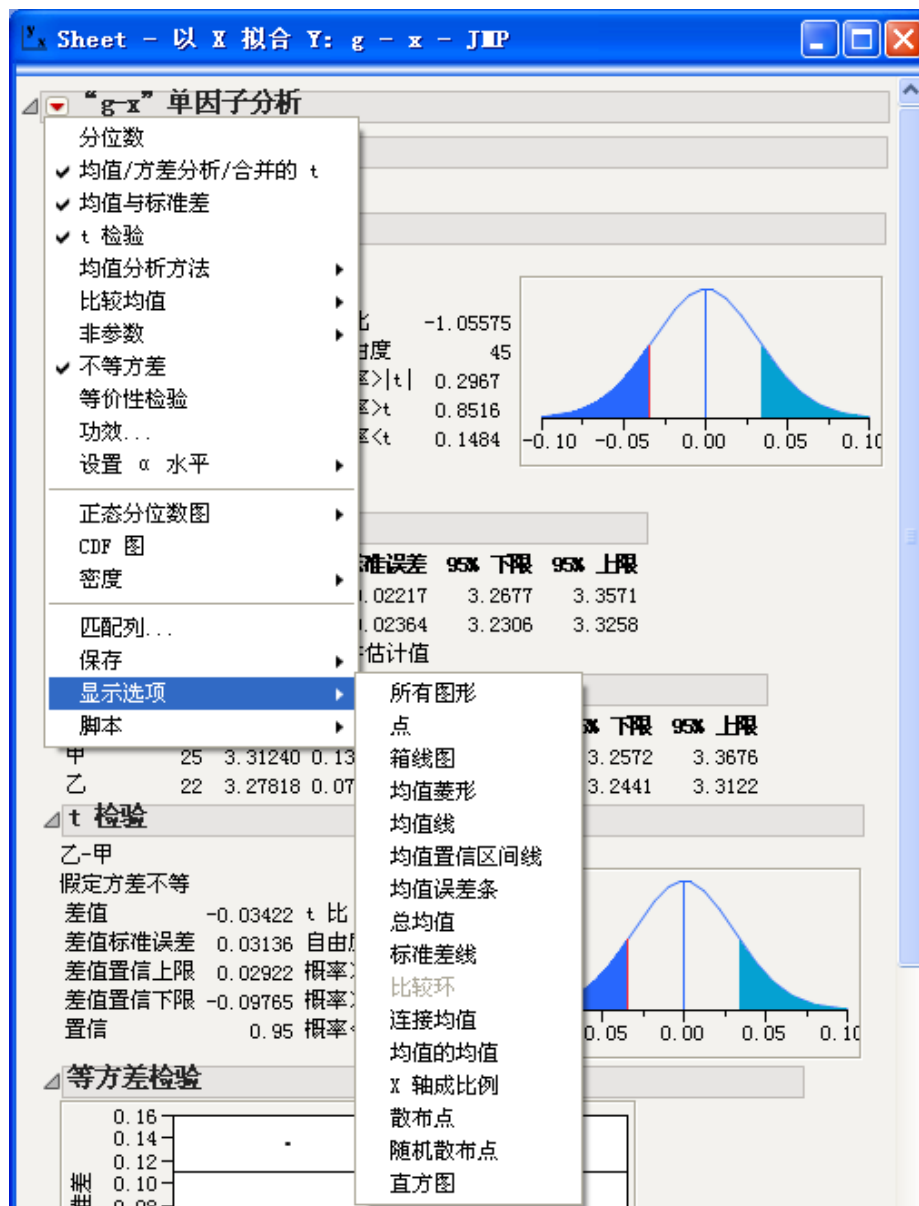 Sheet - 以 X 拟合 Y: g - x - JMP
“g-x”单因子分析
分位数
均值/方差分析/合并的 t
均值与标准差
t 检验
均值分析方法
比较均值
非参数
不等方差
等价性检验
功效...
设置 α 水平
正态分位数图
CDF 图
密度
匹配列...
保存
显示选项
脚本
比 -1.05575
由度 45
>|t| 0.2967
>t 0.8516
<t 0.1484
-0.10 -0.05 0.00 0.05 0.10
标准误差 95% 下限 95% 上限
.02217 3.2677 3.3571
.02364 3.2306 3.3258
估计值
所有图形
点
箱线图
均值菱形
均值线
均值置信区间线
均值误差条
总均值
标准差线
比较环
连接均值
均值的均值
X 轴成比例
散布点
随机散布点
直方图
% 下限 95% 上限
甲 25 3.31240 0.13 3.2572 3.3676
乙 22 3.27818 0.07 3.2441 3.3122
t 检验
乙-甲
假定方差不等
差值 -0.03422 t 比
差值标准误差 0.03136 自由
差值置信上限 0.02922 概率
差值置信下限 -0.09765 概率
置信 0.95 概率<
0.05 0.00 0.05 0.10
等方差检验
0.16
0.14
0.12
0.10
准差